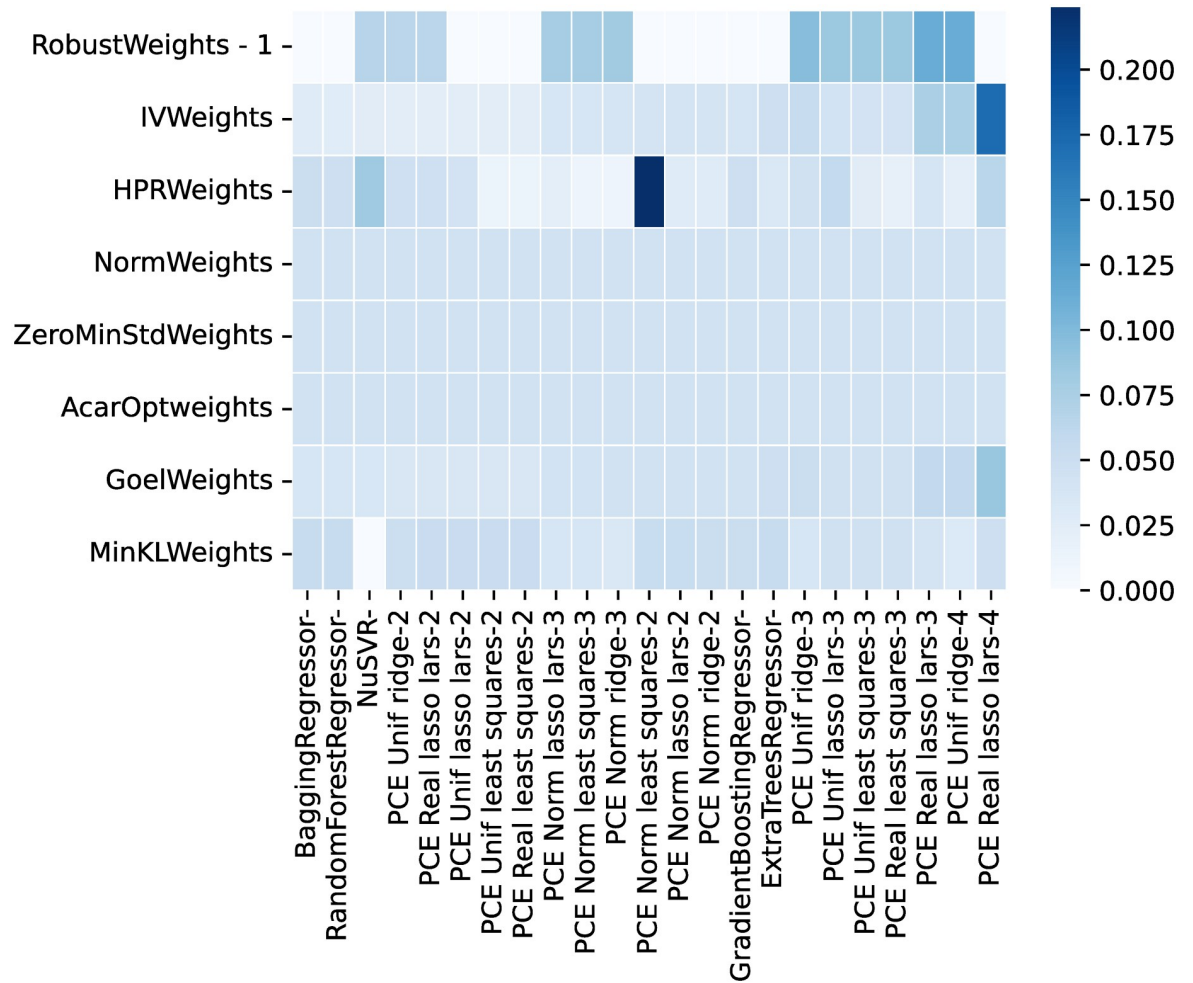 RobustWeights - 1
IVWeights
HPRWeights
NormWeights
ZeroMinStdWeights
AcarOptweights
GoelWeights
MinKLWeights
BaggingRegressor-
RandomForestRegressor-
NuSVR-
PCE Unif ridge-2
PCE Real lasso lars-2
PCE Unif lasso lars-2
PCE Unif least squares-2
PCE Real least squares-2
PCE Norm lasso lars-3
PCE Norm least squares-3
PCE Norm ridge-3
PCE Norm least squares-2
PCE Norm lasso lars-2
PCE Norm ridge-2
GradientBoostingRegressor-
ExtraTreesRegressor-
PCE Unif ridge-3
PCE Unif lasso lars-3
PCE Unif least squares-3
PCE Real least squares-3
PCE Real lasso lars-3
PCE Unif ridge-4
PCE Real lasso lars-4
0.200
0.175
0.150
0.125
0.100
0.075
0.050
0.025
0.000